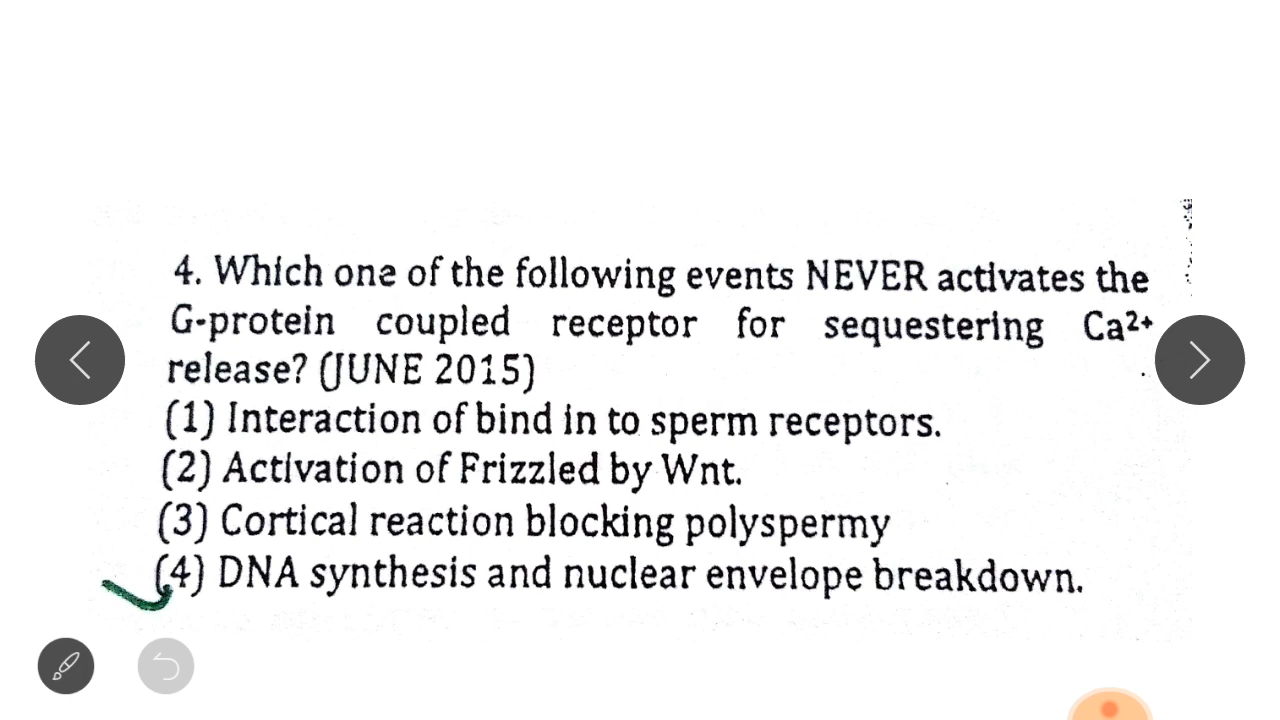 4. Which one of the following events NEVER activates the
G-protein coupled receptor for sequestering Ca²⁺
release? (JUNE 2015)
(1) Interaction of bind in to sperm receptors.
(2) Activation of Frizzled by Wnt.
(3) Cortical reaction blocking polyspermy
(4) DNA synthesis and nuclear envelope breakdown.